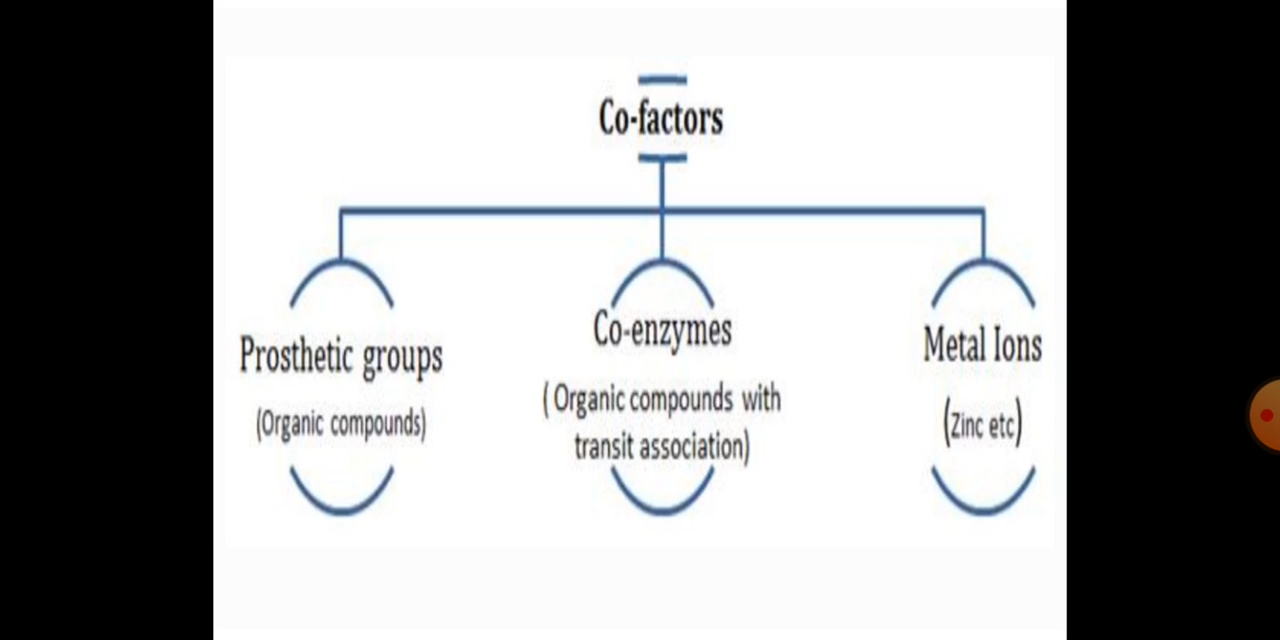 Co-factors
Prosthetic groups
(Organic compounds)
Co-enzymes
( Organic compounds with
transit association)
Metal Ions
(Zinc etc)